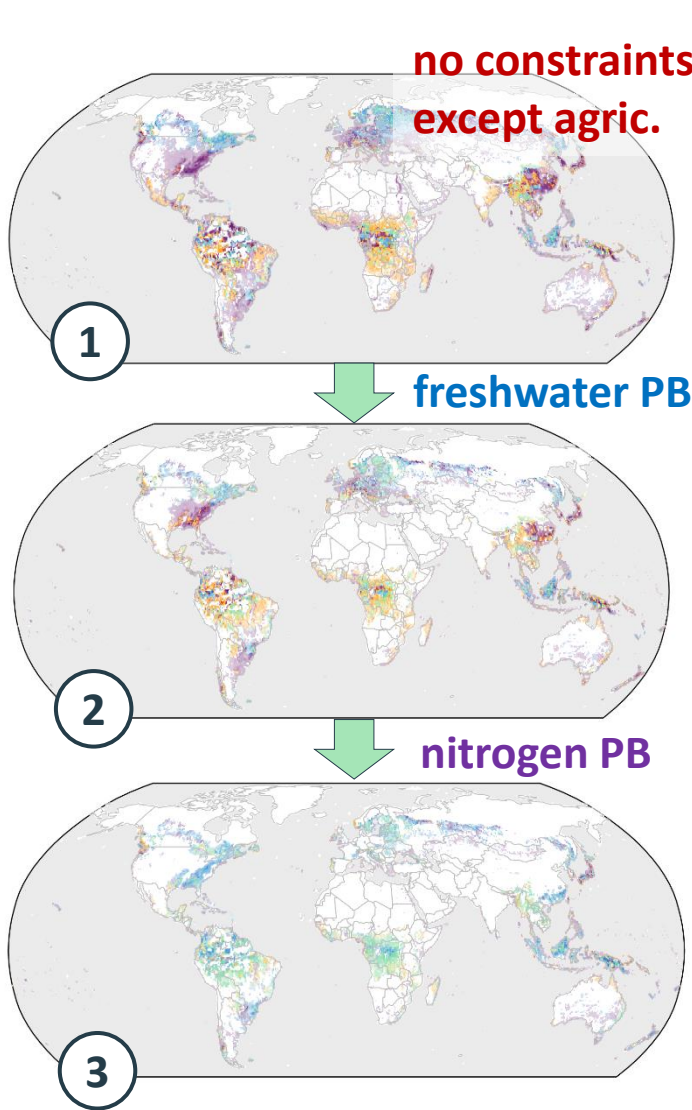 no constraints
except agric.
1
freshwater PB
2
nitrogen PB
3